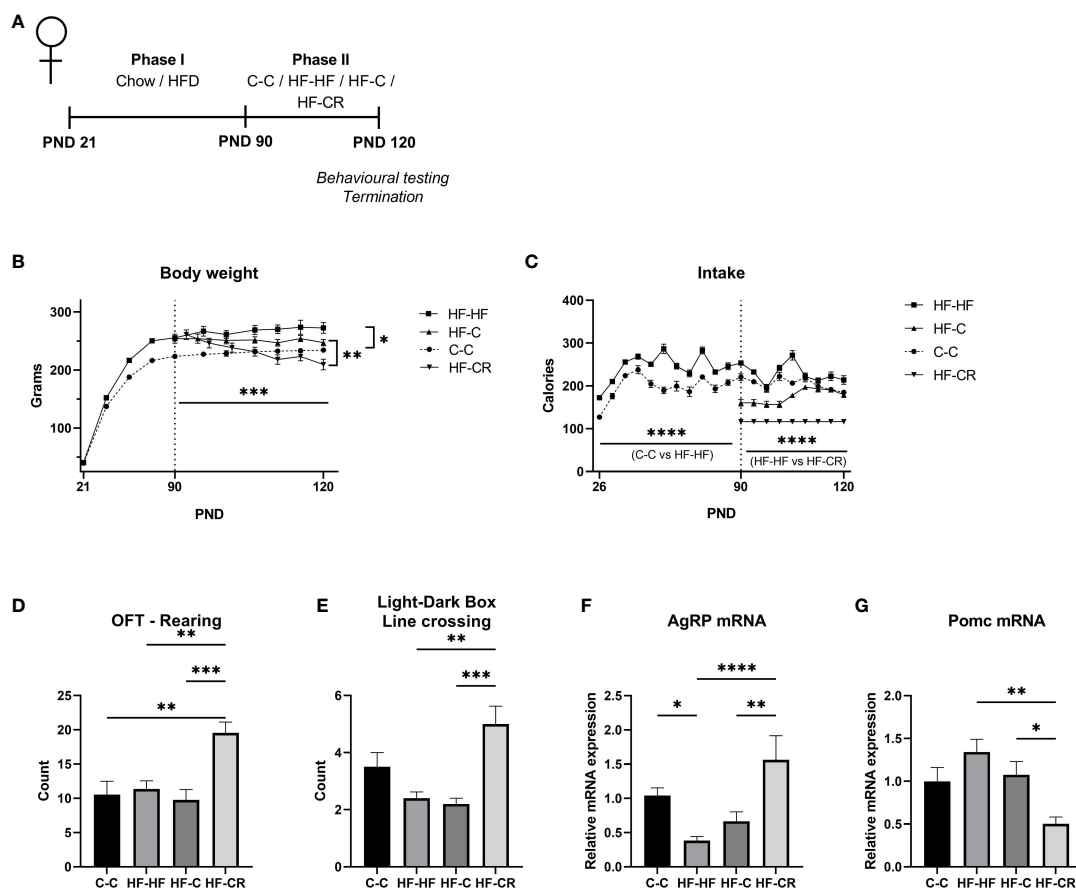 A
Phase I
Chow / HFD
Phase II
C-C / HF-HF / HF-C /
HF-CR
PND 21
PND 90
PND 120
Behavioural testing
Termination
B
Body weight
Grams
300
200
100
21
90
120
PND
***
**
*
HF-HF
HF-C
C-C
HF-CR
C
Intake
Calories
400
300
200
100
0
26
90
120
PND
****
(C-C vs HF-HF)
****
(HF-HF vs HF-CR)
HF-HF
HF-C
C-C
HF-CR
D
OFT - Rearing
**
***
**
Count
25
20
15
10
5
0
C-C HF-HF HF-C HF-CR
E
Light-Dark Box
Line crossing
**
***
Count
6
4
2
0
C-C HF-HF HF-C HF-CR
F
AgRP mRNA
****
*
**
Relative mRNA expression
2.5
2.0
1.5
1.0
0.5
0.0
C-C HF-HF HF-C HF-CR
G
Pomc mRNA
**
*
Relative mRNA expression
2.0
1.5
1.0
0.5
0.0
C-C HF-HF HF-C HF-CR